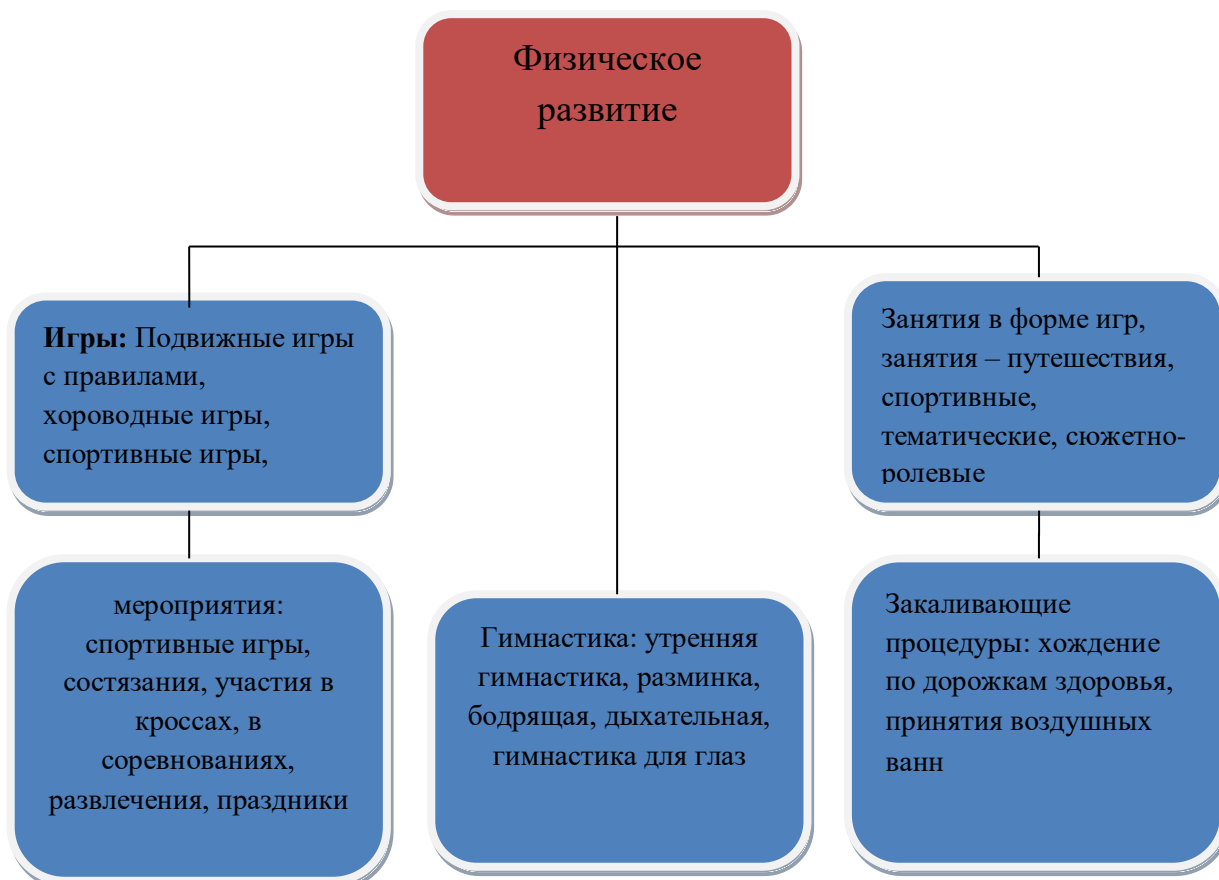 Физическое
развитие
Игры: Подвижные игры
с правилами,
хороводные игры,
спортивные игры,
Занятия в форме игр,
занятия – путешествия,
спортивные,
тематические, сюжетно-
ролевые
мероприятия:
спортивные игры,
состязания, участия в
кроссах, в
соревнованиях,
развлечения, праздники
Гимнастика: утренняя
гимнастика, разминка,
бодрящая, дыхательная,
гимнастика для глаз
Закаливающие
процедуры: хождение
по дорожкам здоровья,
принятия воздушных
ванн